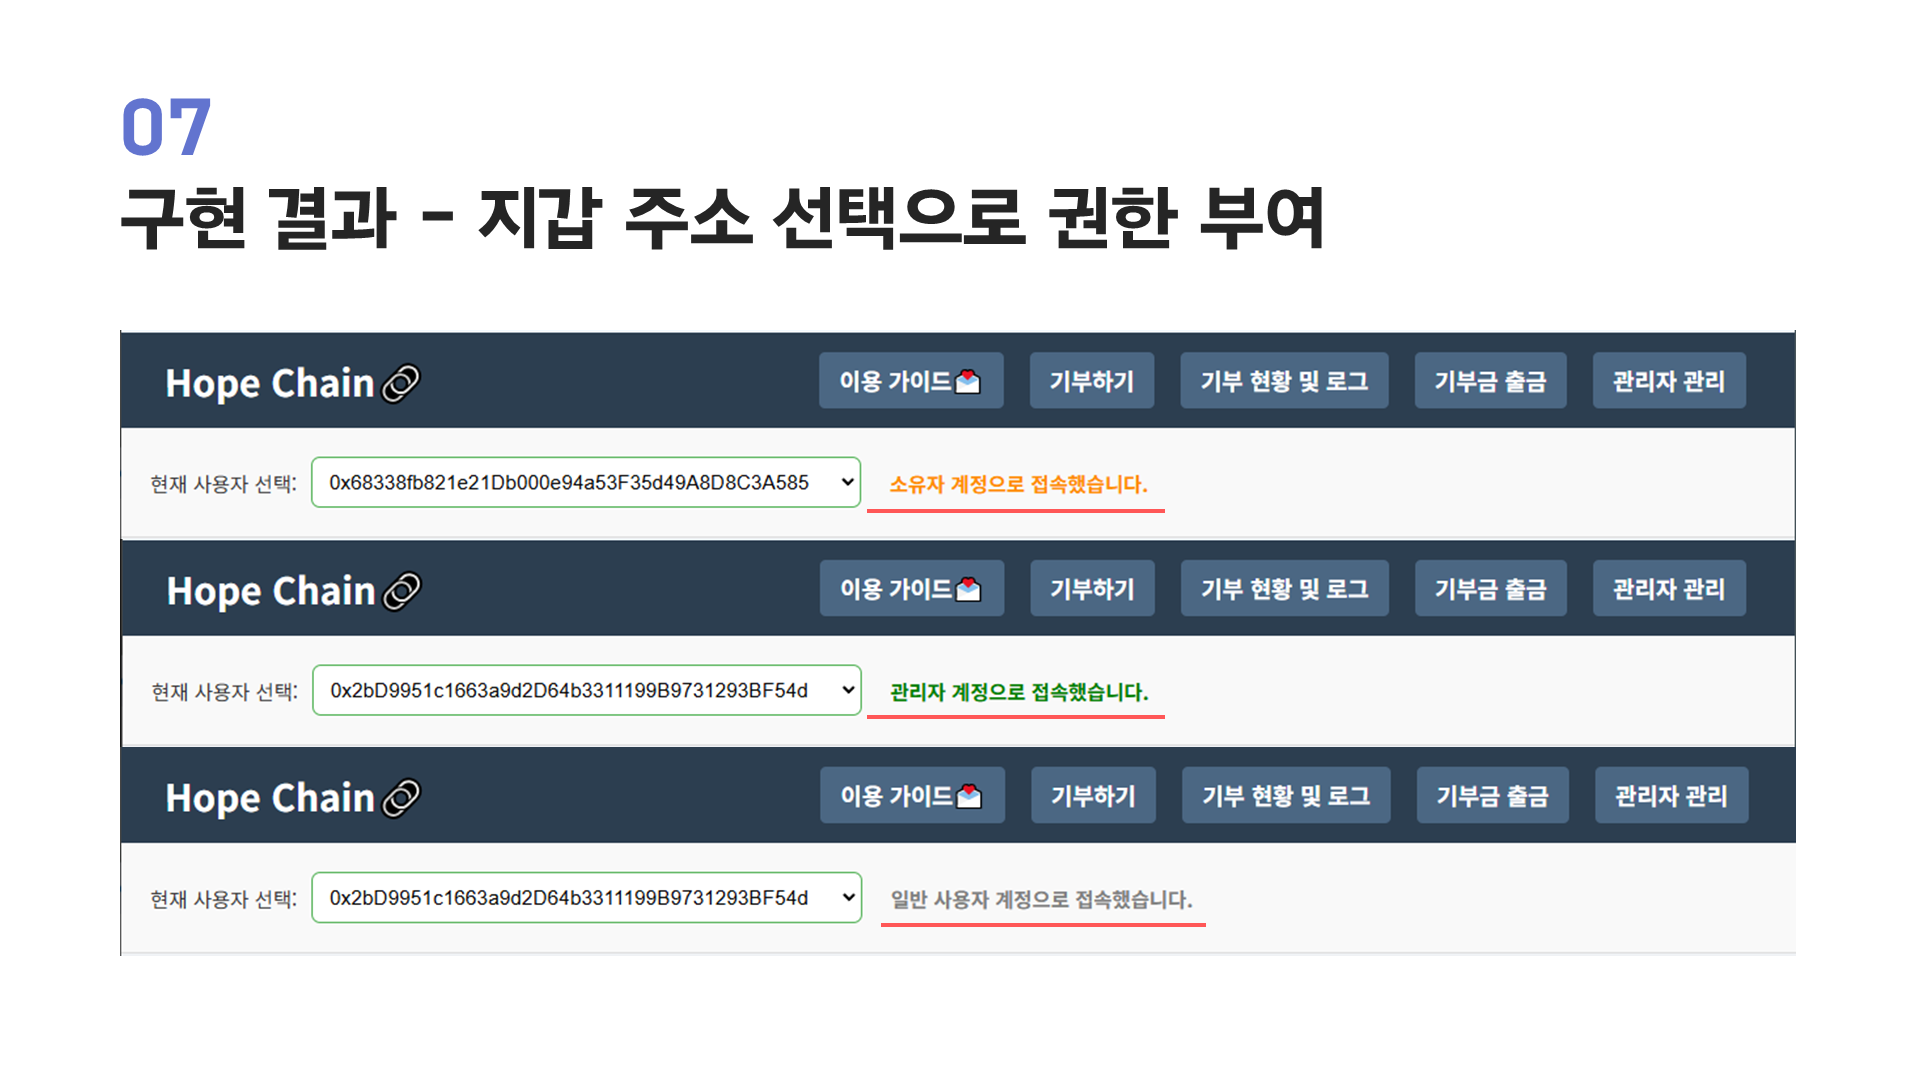 07
구현 결과 - 지갑 주소 선택으로 권한 부여
Hope Chain 이용 가이드 기부하기 기부 현황 및 로그 기부금 출금 관리자 관리
현재 사용자 선택: 0x68338fb821e21Db000e94a53F35d49A8D8C3A585 소유자 계정으로 접속했습니다.
Hope Chain 이용 가이드 기부하기 기부 현황 및 로그 기부금 출금 관리자 관리
현재 사용자 선택: 0x2bD9951c1663a9d2D64b3311199B9731293BF54d 관리자 계정으로 접속했습니다.
Hope Chain 이용 가이드 기부하기 기부 현황 및 로그 기부금 출금 관리자 관리
현재 사용자 선택: 0x2bD9951c1663a9d2D64b3311199B9731293BF54d 일반 사용자 계정으로 접속했습니다.